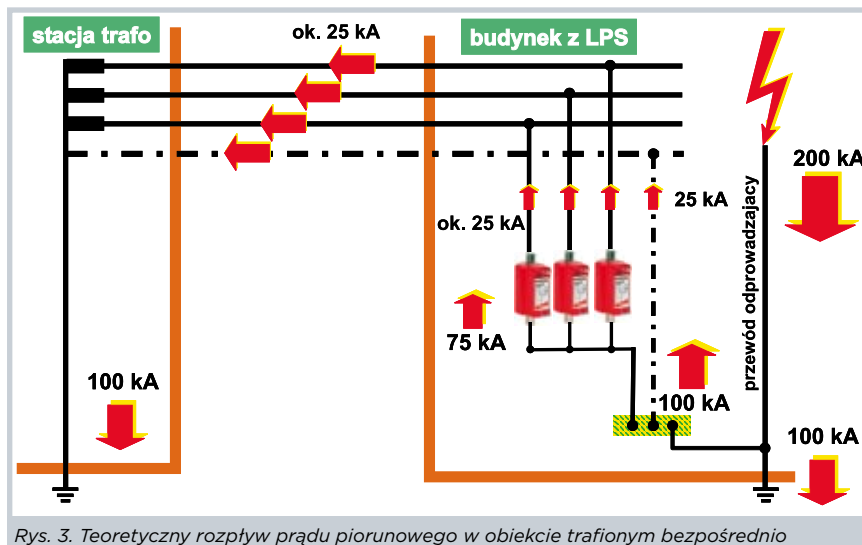 stacja trafo
ok. 25 kA
budynek z LPS
200 kA
25 kA
ok. 25 kA
przewód odprowadzajacy
75 kA
100 kA
100 kA
100 kA
Rys. 3. Teoretyczny rozpływ prądu piorunowego w obiekcie trafionym bezpośrednio